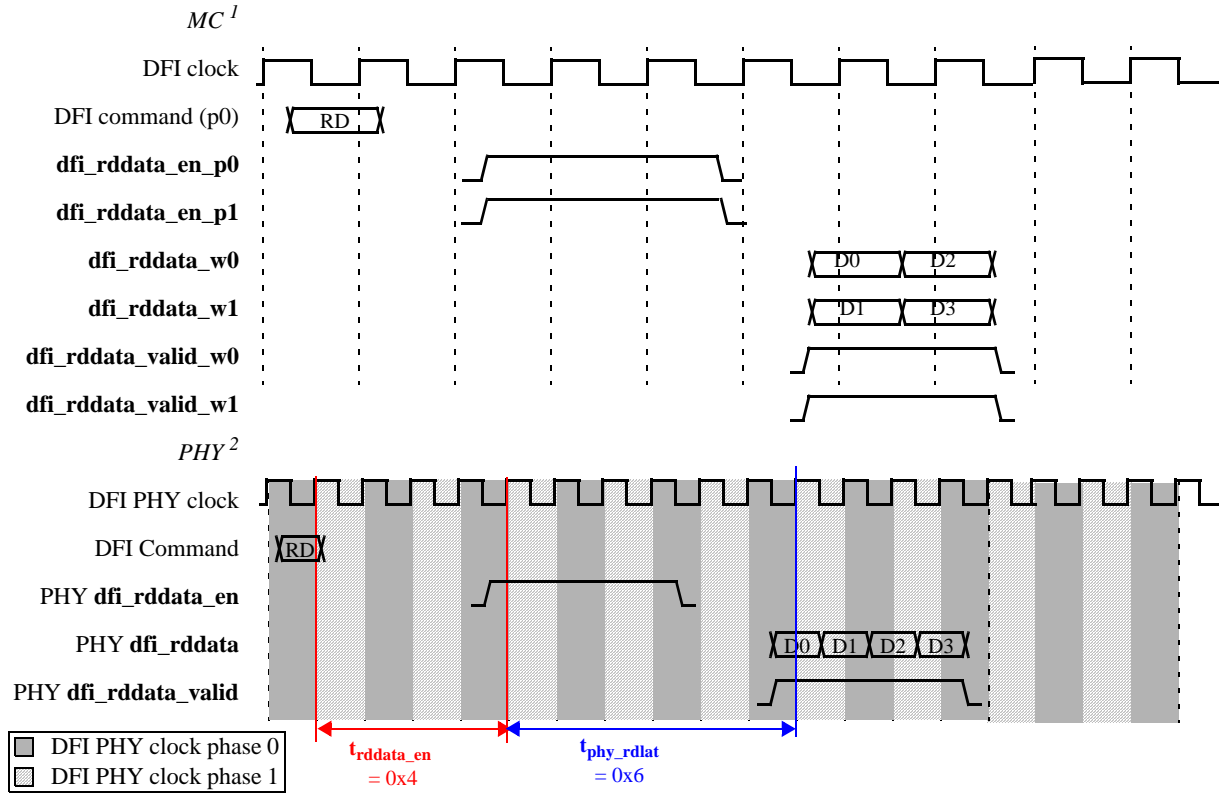 MC 1
DFI clock
DFI command (p0)
RD
dfi_rddata_en_p0
dfi_rddata_en_p1
dfi_rddata_w0
D0 D2
dfi_rddata_w1
D1 D3
dfi_rddata_valid_w0
dfi_rddata_valid_w1
PHY 2
DFI PHY clock
DFI Command
RD
PHY dfi_rddata_en
PHY dfi_rddata
D0 D1 D2 D3
PHY dfi_rddata_valid
DFI PHY clock phase 0
DFI PHY clock phase 1
trddata_en
= 0x4
tphy_rdlat
= 0x6